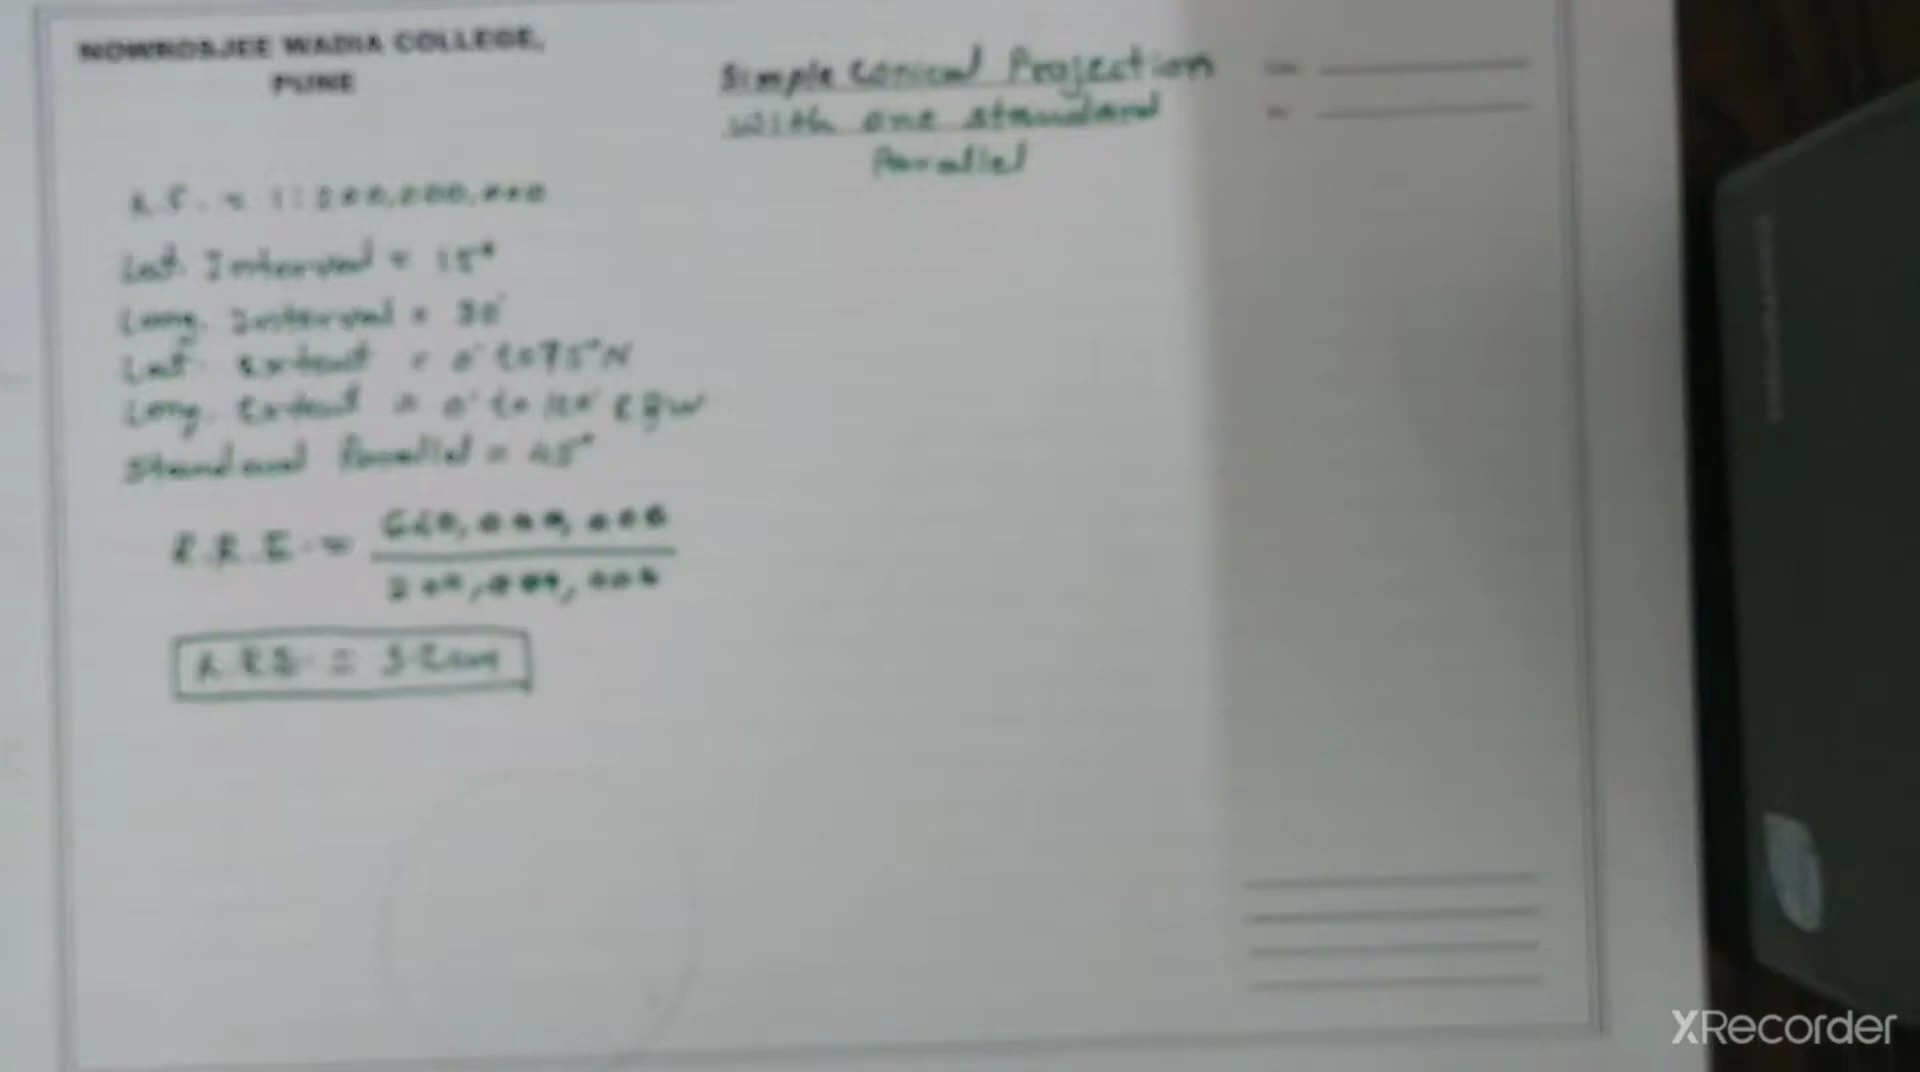 NOWROSJEE WADIA COLLEGE,
PUNE
Simple Conical Projection
with one standard
Parallel
R.F. = 1:200,000,000
Lat. Interval = 15°
Long. Interval = 30°
Lat. Extent = 0° to 75° N
Long. Extent = 0° to E & W
Standard Parallel = 45°
R.R.E. = 640,000,000
200,000,000
R.R.E. = 3.2 cm
XRecorder